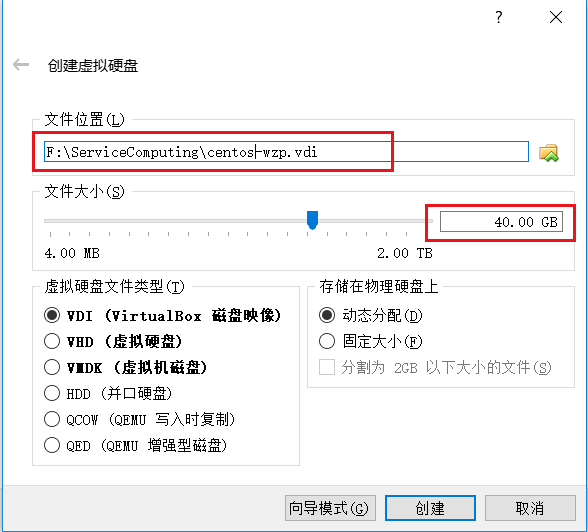 ?
创建虚拟硬盘
文件位置(L)
F:\ServiceComputing\centos-wzp.vdi
文件大小(S)
40.00 GB
4.00 MB 2.00 TB
虚拟硬盘文件类型(T)
VDI (VirtualBox 磁盘映像)
VHD (虚拟硬盘)
VMDK (虚拟机磁盘)
HDD (并口硬盘)
QCOW (QEMU 写入时复制)
QED (QEMU 增强型磁盘)
存储在物理硬盘上
动态分配(D)
固定大小(F)
分割为 2GB 以下大小的文件(S)
向导模式(G) 创建 取消